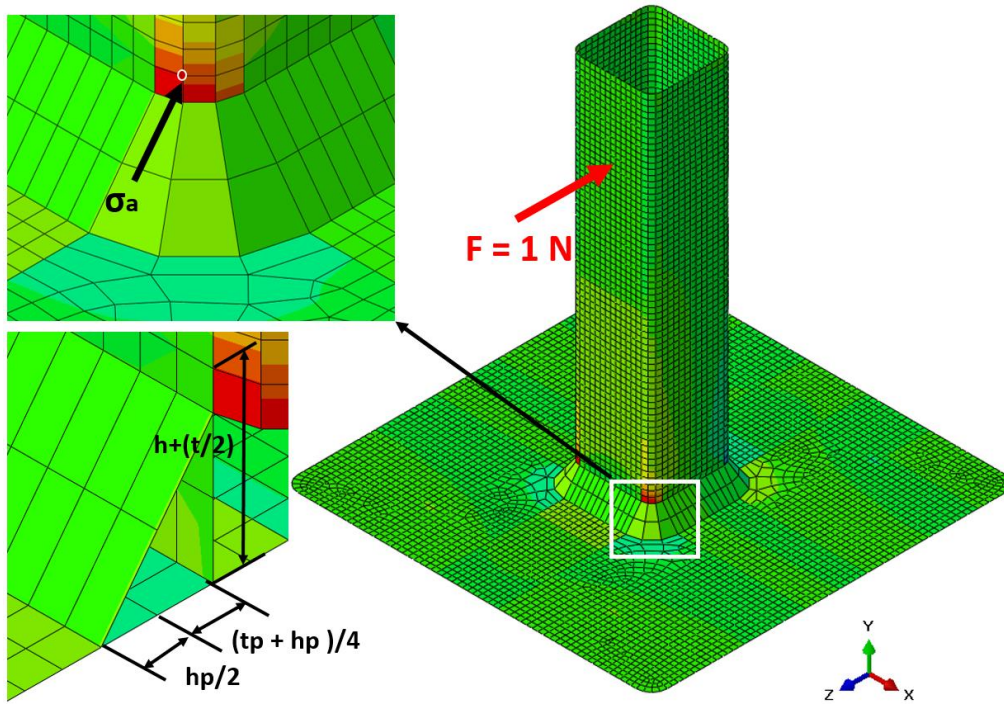 σa
F = 1 N
h+(t/2)
(tp + hp )/4
hp/2
Y
Z
X